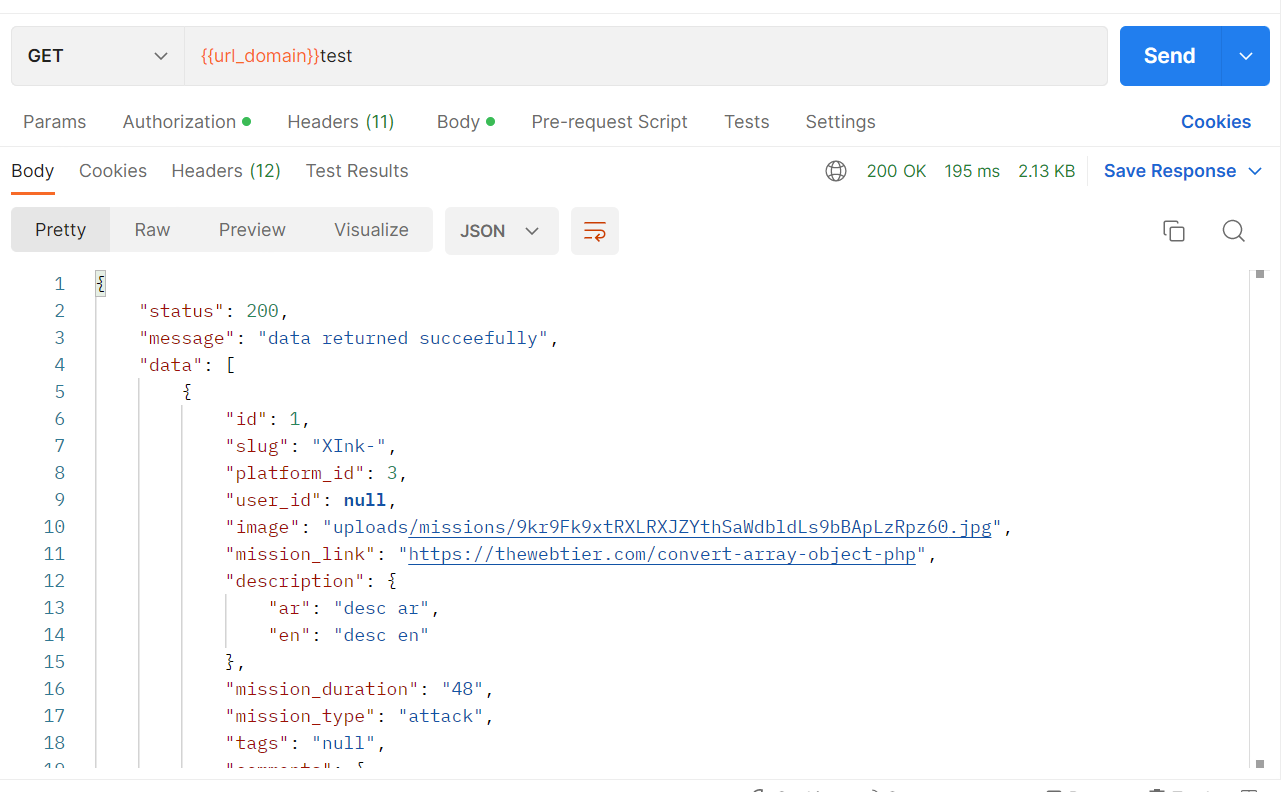 GET {{url_domain}}test Send
Params Authorization Headers (11) Body Pre-request Script Tests Settings Cookies
Body Cookies Headers (12) Test Results 200 OK 195 ms 2.13 KB Save Response
Pretty Raw Preview Visualize JSON
1 {
2 "status": 200,
3 "message": "data returned succeefully",
4 "data": [
5 {
6 "id": 1,
7 "slug": "XInk-",
8 "platform_id": 3,
9 "user_id": null,
10 "image": "uploads/missions/9kr9Fk9xtRXLRXJZYthSaWdbldLs9bBApLzRpz60.jpg",
11 "mission_link": "https://thewebtier.com/convert-array-object-php",
12 "description": {
13 "ar": "desc ar",
14 "en": "desc en"
15 },
16 "mission_duration": "48",
17 "mission_type": "attack",
18 "tags": "null",